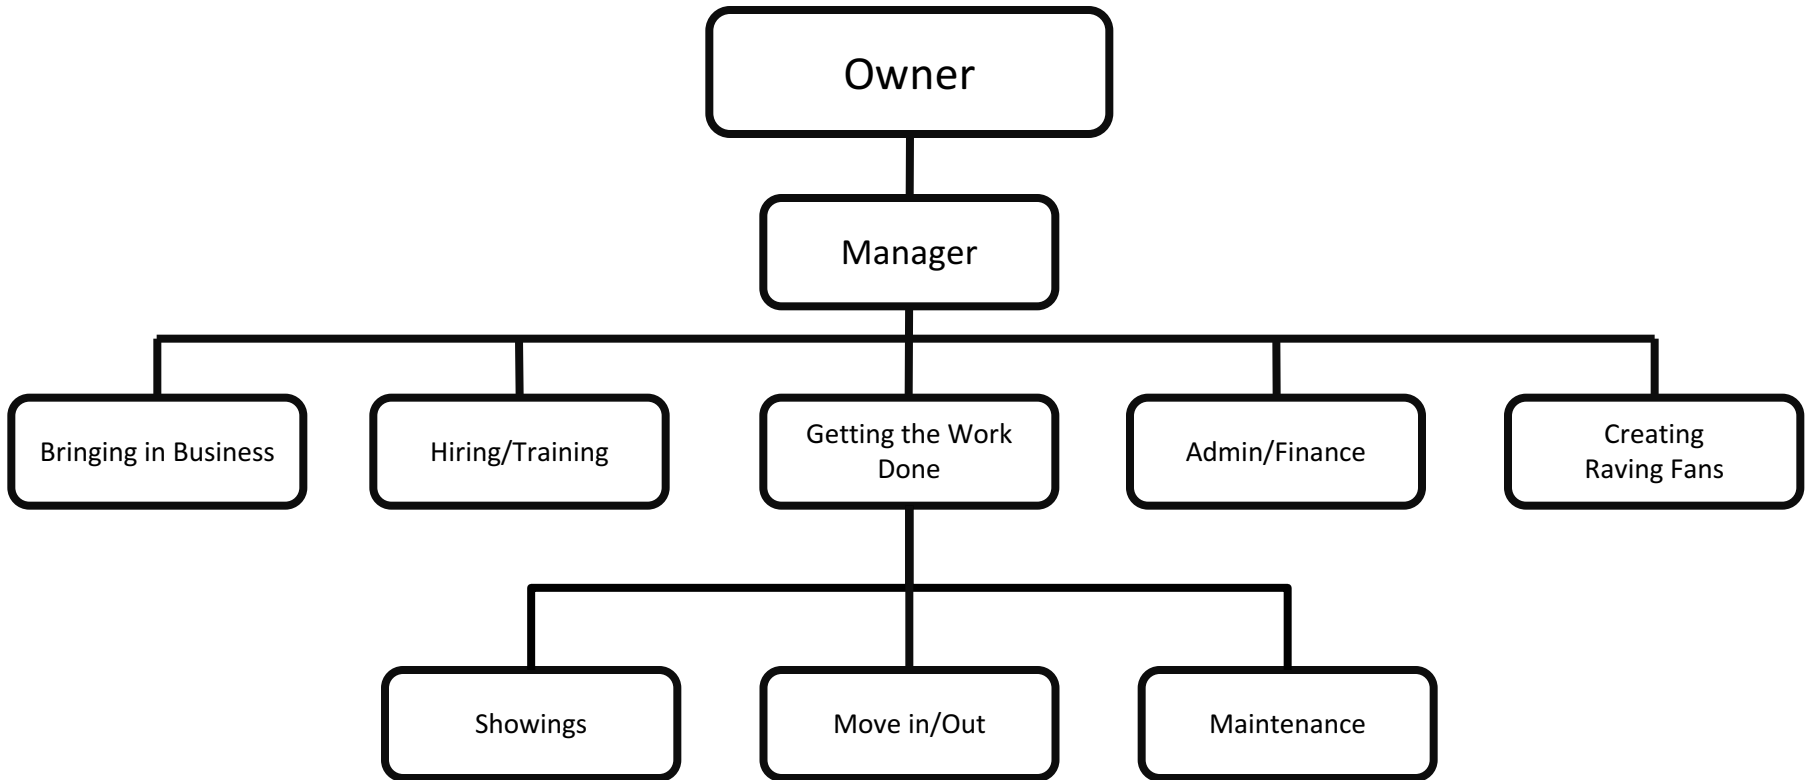 Owner
Manager
Bringing in Business
Hiring/Training
Getting the Work
Done
Admin/Finance
Creating
Raving Fans
Showings
Move in/Out
Maintenance